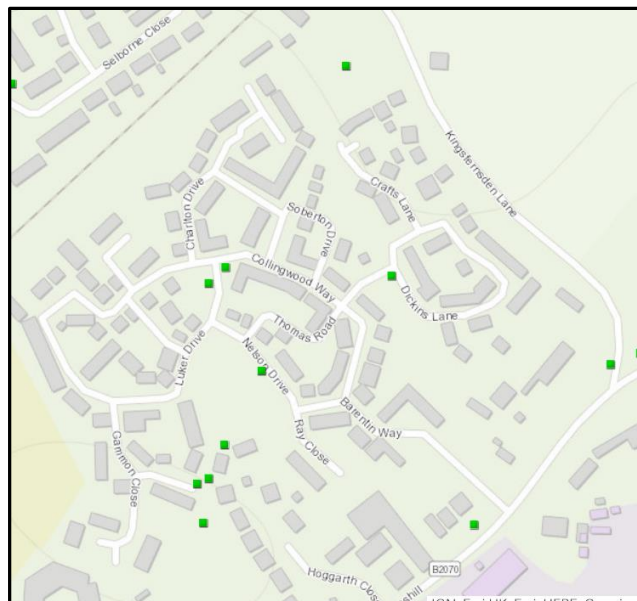 Selborne Close
Kingsfernsden Lane
Crafts Lane
Charlton Drive
Soberton
Drive
Collingwood Way
Dickins Lane
Thomas Road
Luker Drive
Nelson Drive
Barentin Way
Ray Close
Gammon
Close
B2070
Hoggarth Close